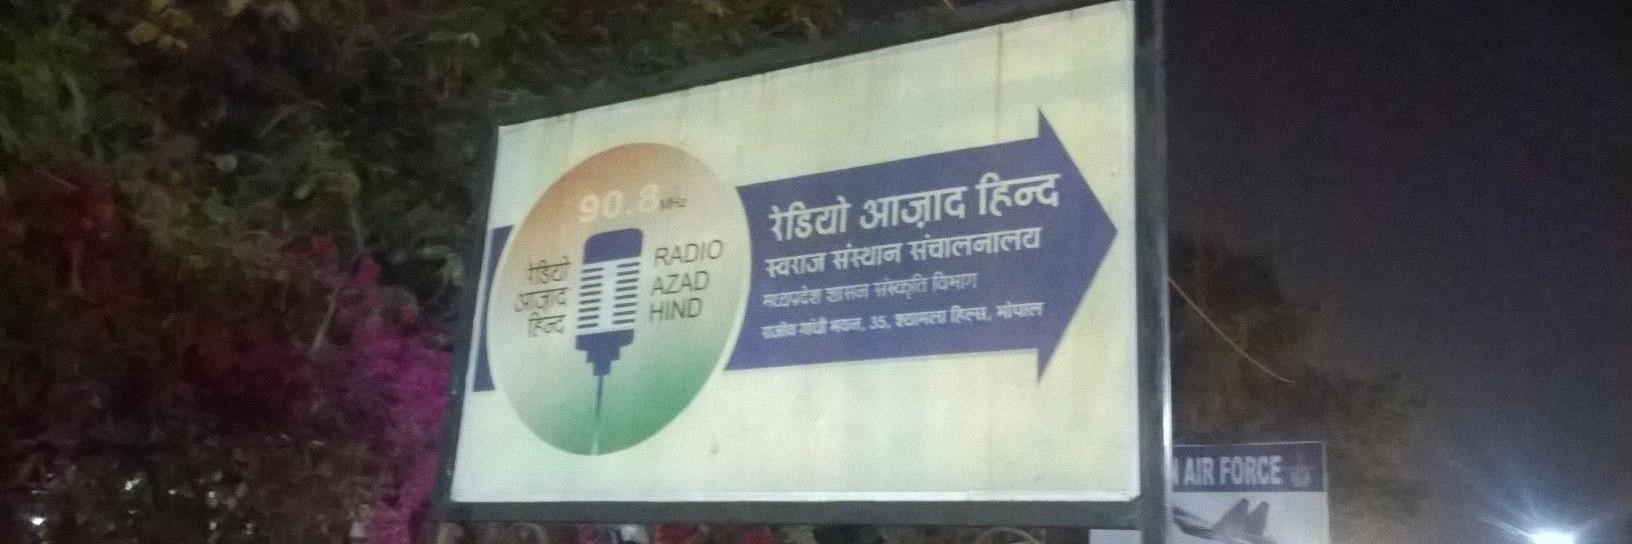 90.8 MHz
रेडियो
आज़ाद
हिन्द
RADIO
AZAD
HIND
रेडियो आज़ाद हिन्द
स्वराज संस्थान संचालनालय
मध्यप्रदेश शासन संस्कृति विभाग
राजीव गांधी भवन, 35, श्यामला हिल्स, भोपाल
AIR FORCE